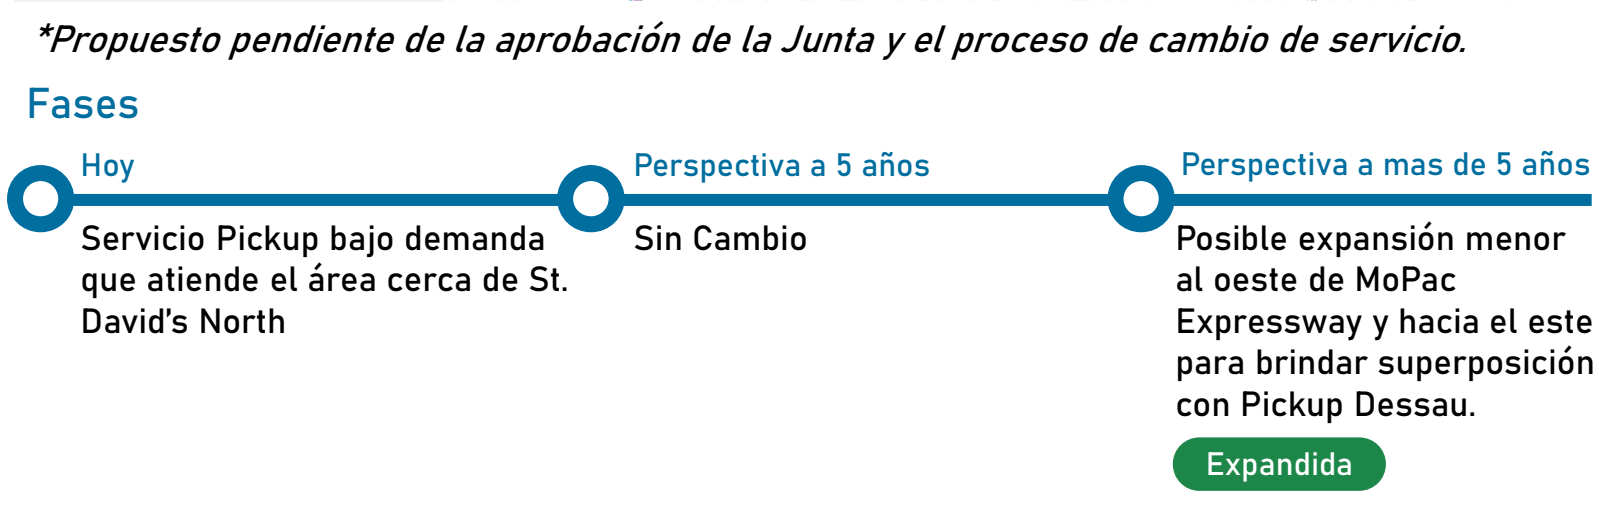 *Propuesto pendiente de la aprobación de la Junta y el proceso de cambio de servicio.
Fases
Hoy
Servicio Pickup bajo demanda
que atiende el área cerca de St.
David's North
Perspectiva a 5 años
Sin Cambio
Perspectiva a mas de 5 años
Posible expansión menor
al oeste de MoPac
Expressway y hacia el este
para brindar superposición
con Pickup Dessau.
Expandida